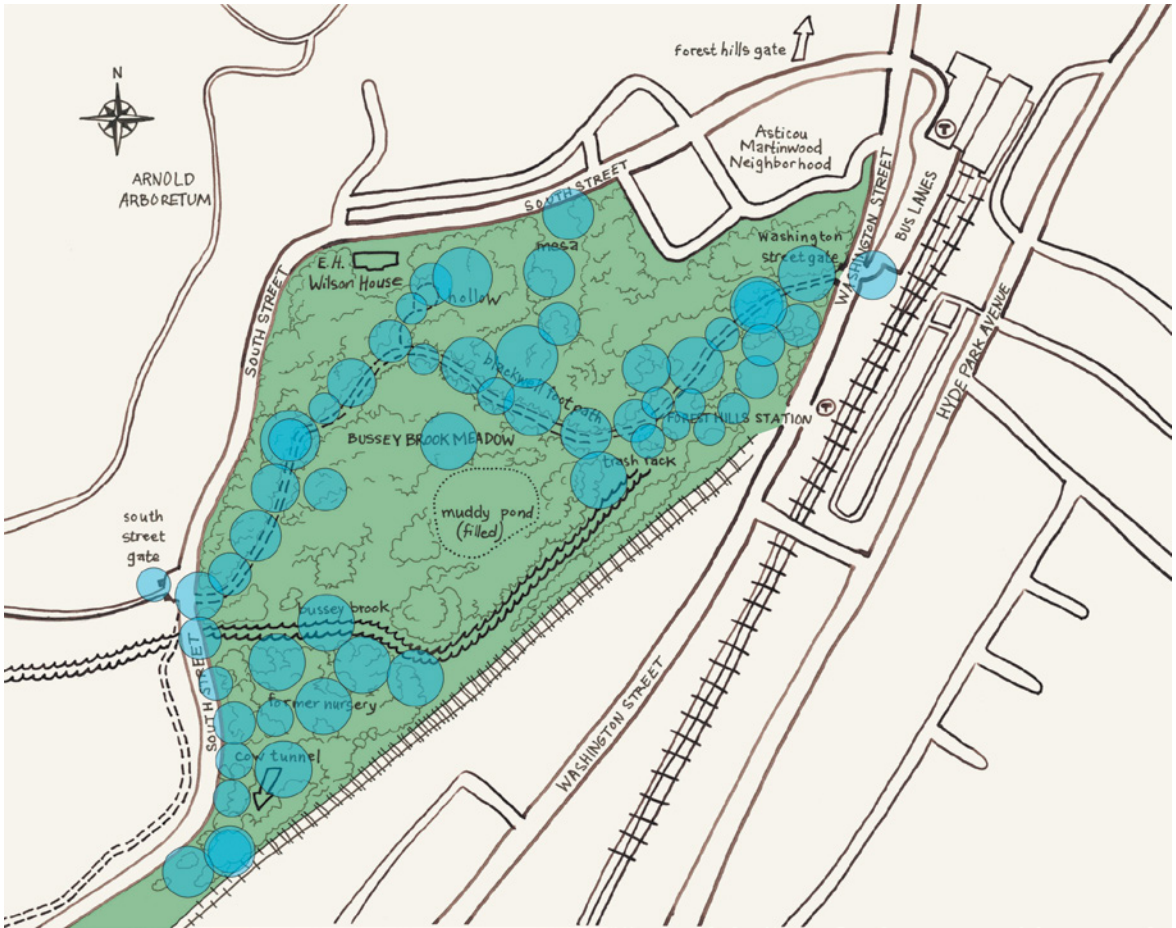 forest hills gate
N
T
Asticou
Martinwood
Neighborhood
ARNOLD
ARBORETUM
SOUTH STREET
WASHINGTON STREET
BUS LANES
mesa
washington
street gate
E.H.
Wilson House
hollow
SOUTH STREET
HYDE PARK AVENUE
blackwell footpath
T
FOREST HILLS STATION
BUSSEY BROOK MEADOW
trash rack
muddy pond
(filled)
south
street
gate
bussey brook
SOUTH STREET
former nursery
WASHINGTON STREET
cow tunnel